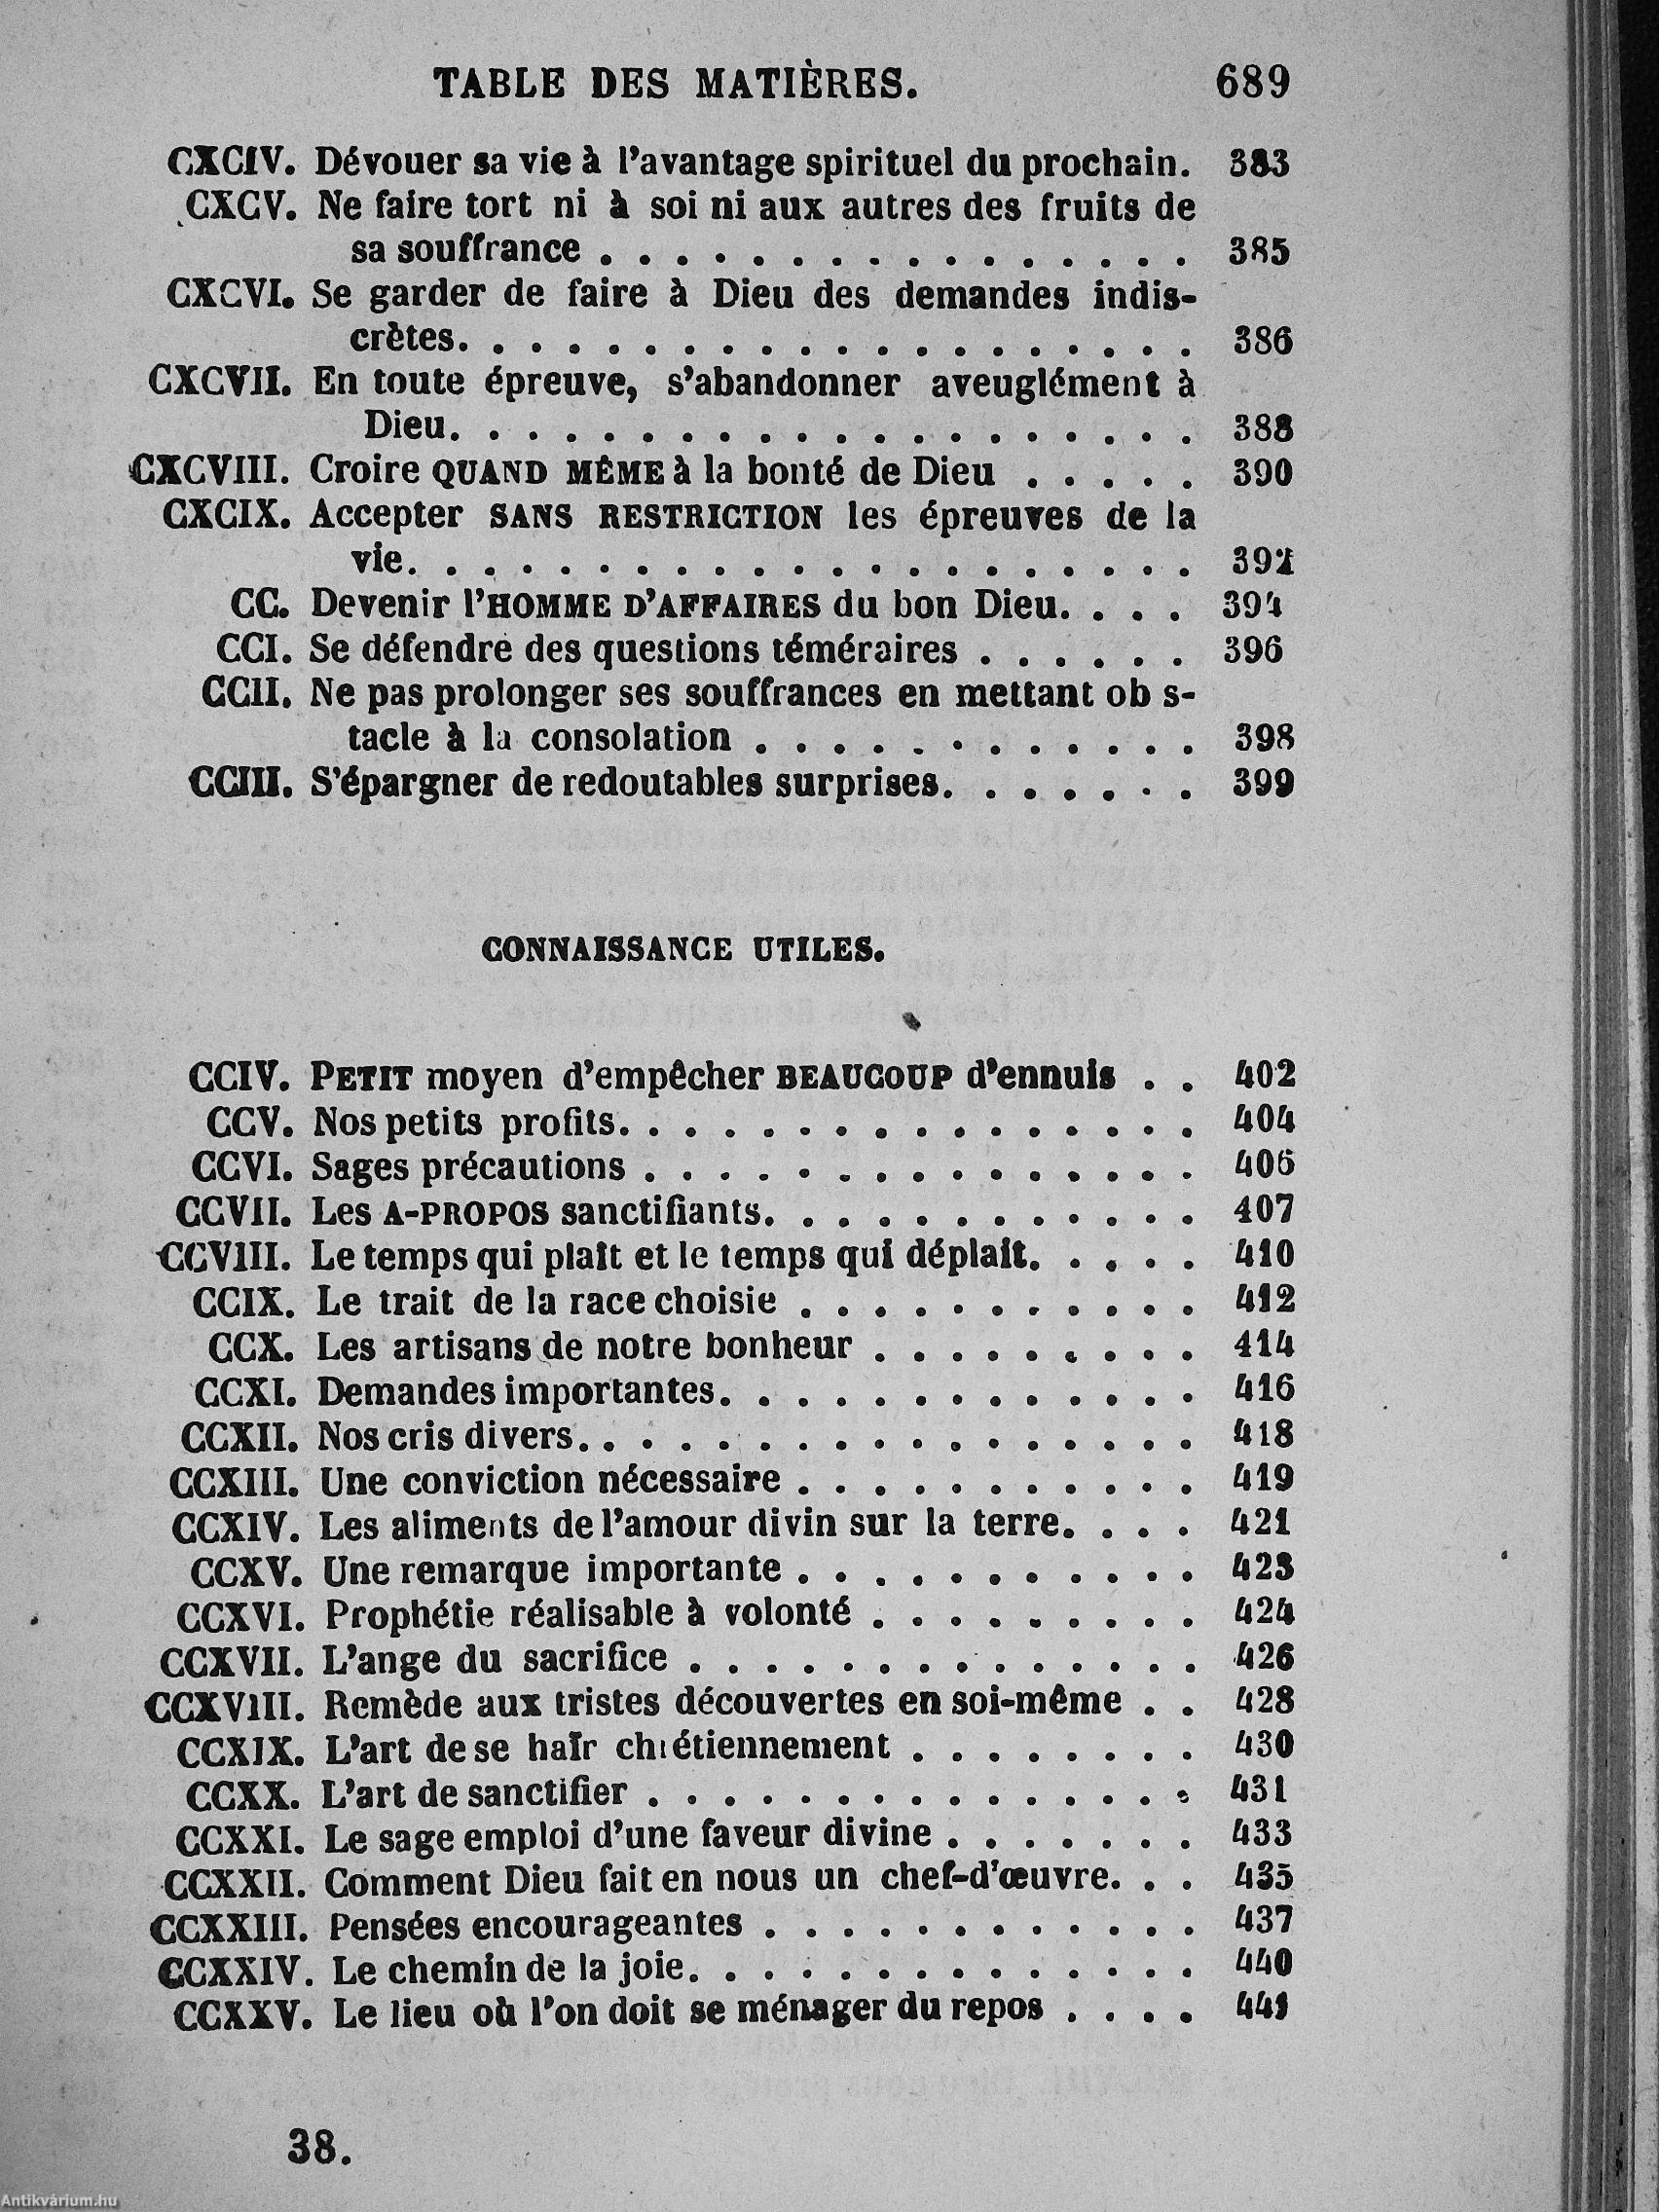 TABLE DES MATIÈRES. 689
CXCIV. Dévouer sa vie à l'avantage spirituel du prochain. 383
CXCV. Ne faire tort ni à soi ni aux autres des fruits de
sa souffrance . . . . . . . . . . . . . . . . 385
CXCVI. Se garder de faire à Dieu des demandes indis-
crètes. . . . . . . . . . . . . . . . . . . . 386
CXCVII. En toute épreuve, s'abandonner aveuglément à
Dieu. . . . . . . . . . . . . . . . . . . . 388
CXCVIII. Croire QUAND MÊME à la bonté de Dieu . . . . . 390
CXCIX. Accepter SANS RESTRICTION les épreuves de la
vie. . . . . . . . . . . . . . . . . . . . . 392
CC. Devenir l'HOMME D'AFFAIRES du bon Dieu. . . . 394
CCI. Se défendre des questions téméraires . . . . . . 396
CCII. Ne pas prolonger ses souffrances en mettant ob s-
tacle à la consolation . . . . . . . . . . . . 398
CCIII. S'épargner de redoutables surprises. . . . . . . 399
CONNAISSANCE UTILES.
CCIV. PETIT moyen d'empêcher BEAUCOUP d'ennuis . . 402
CCV. Nos petits profits. . . . . . . . . . . . . . . . 404
CCVI. Sages précautions . . . . . . . . . . . . . . . 406
CCVII. Les A-PROPOS sanctifiants. . . . . . . . . . . . 407
CCVIII. Le temps qui plaît et le temps qui déplait. . . . . 410
CCIX. Le trait de la race choisie . . . . . . . . . . . 412
CCX. Les artisans de notre bonheur . . . . . . . . . 414
CCXI. Demandes importantes. . . . . . . . . . . . . . 416
CCXII. Nos cris divers. . . . . . . . . . . . . . . . . 418
CCXIII. Une conviction nécessaire . . . . . . . . . . . 419
CCXIV. Les aliments de l'amour divin sur la terre. . . . 421
CCXV. Une remarque importante . . . . . . . . . . . 423
CCXVI. Prophétie réalisable à volonté . . . . . . . . . 424
CCXVII. L'ange du sacrifice . . . . . . . . . . . . . . 426
CCXVIII. Remède aux tristes découvertes en soi-même . . 428
CCXIX. L'art de se haïr chrétiennement . . . . . . . . 430
CCXX. L'art de sanctifier . . . . . . . . . . . . . . . 431
CCXXI. Le sage emploi d'une faveur divine . . . . . . . 433
CCXXII. Comment Dieu fait en nous un chef-d'œuvre. . . 435
CCXXIII. Pensées encourageantes . . . . . . . . . . . . 437
CCXXIV. Le chemin de la joie. . . . . . . . . . . . . . 440
CCXXV. Le lieu où l'on doit se ménager du repos . . . . 441
38.
Antikvárium.hu